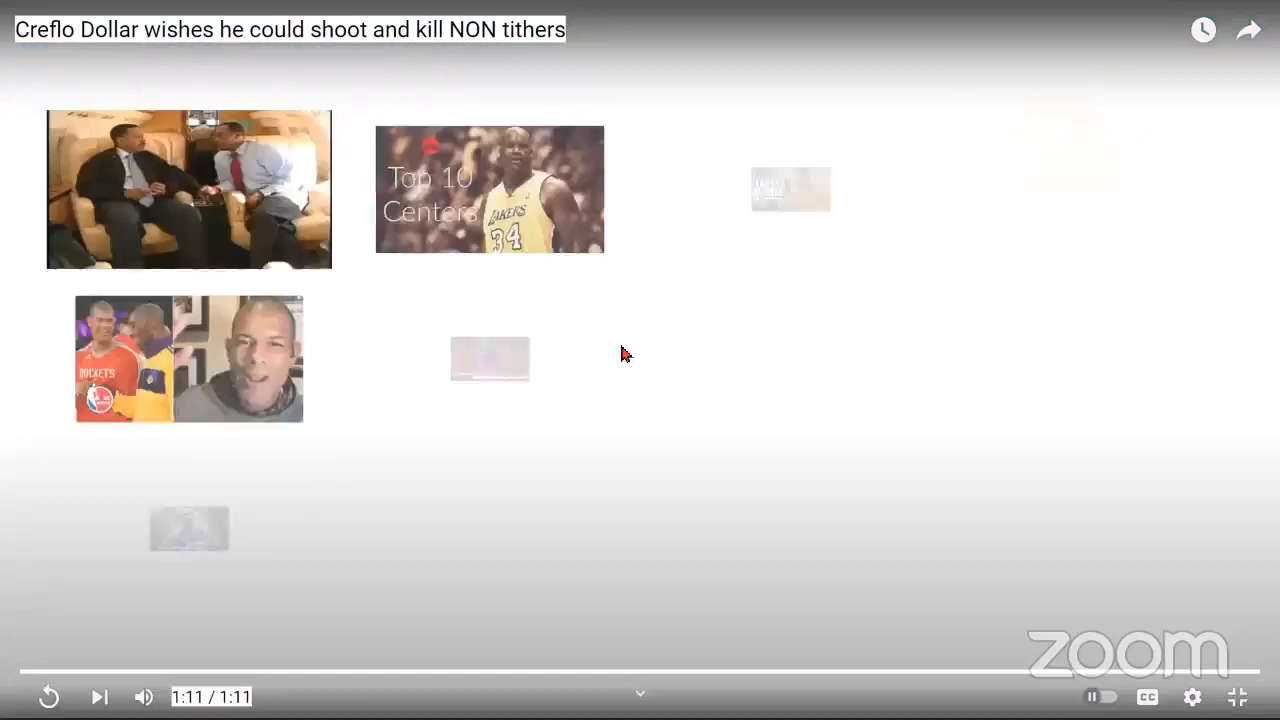 Creflo Dollar wishes he could shoot and kill NON tithers
Top 10
Centers
LAKERS
34
ROCKETS
zoom
1:11 / 1:11
CC